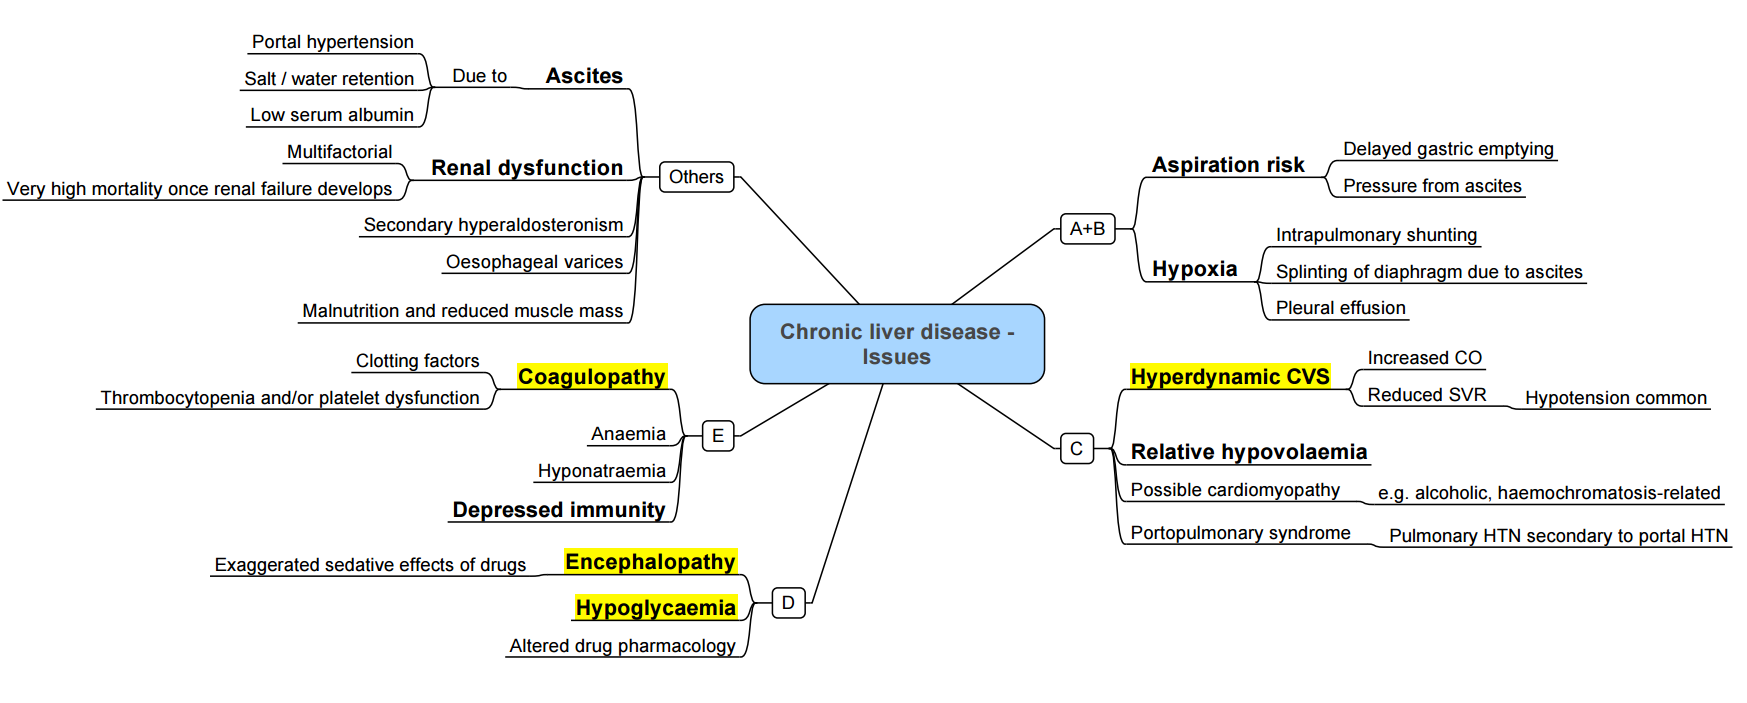 Chronic liver disease -
Issues
A+B
Aspiration risk
Delayed gastric emptying
Pressure from ascites
Hypoxia
Intrapulmonary shunting
Splinting of diaphragm due to ascites
Pleural effusion
C
Hyperdynamic CVS
Increased CO
Reduced SVR
Hypotension common
Relative hypovolaemia
Possible cardiomyopathy
e.g. alcoholic, haemochromatosis-related
Portopulmonary syndrome
Pulmonary HTN secondary to portal HTN
D
Encephalopathy
Exaggerated sedative effects of drugs
Hypoglycaemia
Altered drug pharmacology
E
Coagulopathy
Clotting factors
Thrombocytopenia and/or platelet dysfunction
Anaemia
Hyponatraemia
Depressed immunity
Others
Ascites
Due to
Portal hypertension
Salt / water retention
Low serum albumin
Renal dysfunction
Multifactorial
Very high mortality once renal failure develops
Secondary hyperaldosteronism
Oesophageal varices
Malnutrition and reduced muscle mass